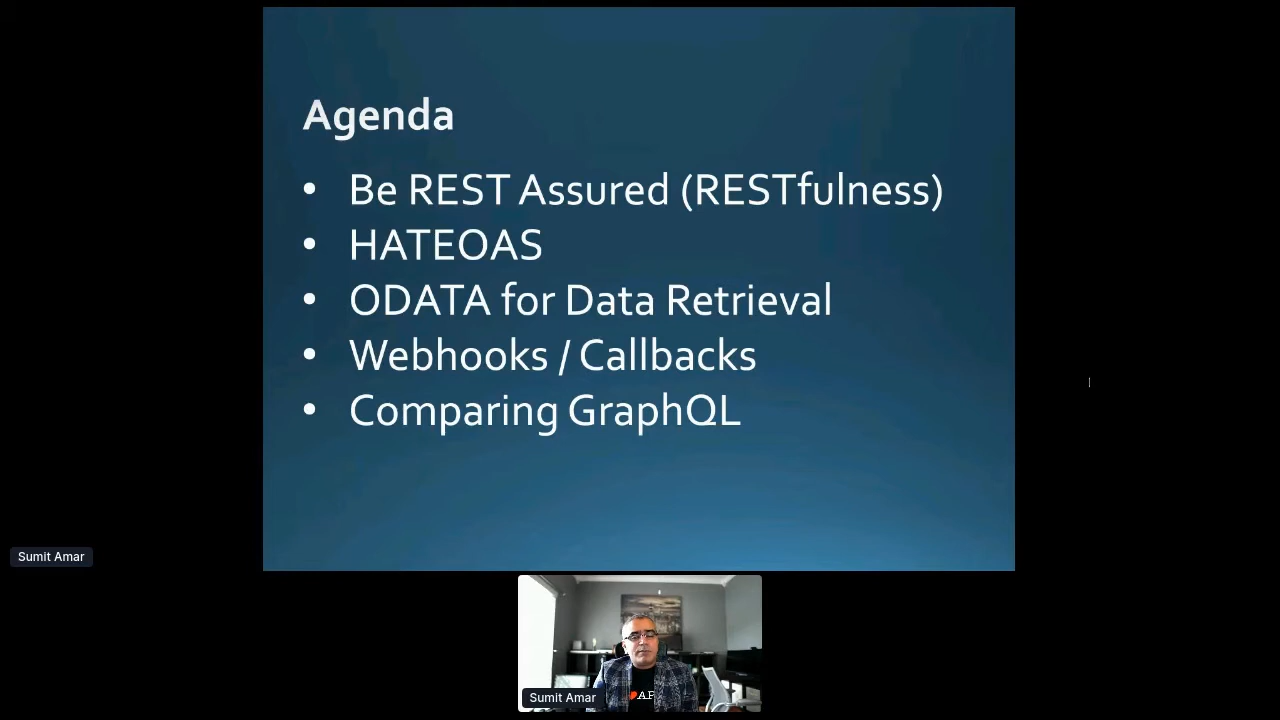 Agenda
• Be REST Assured (RESTfulness)
• HATEOAS
• ODATA for Data Retrieval
• Webhooks / Callbacks
• Comparing GraphQL
Sumit Amar
Sumit Amar